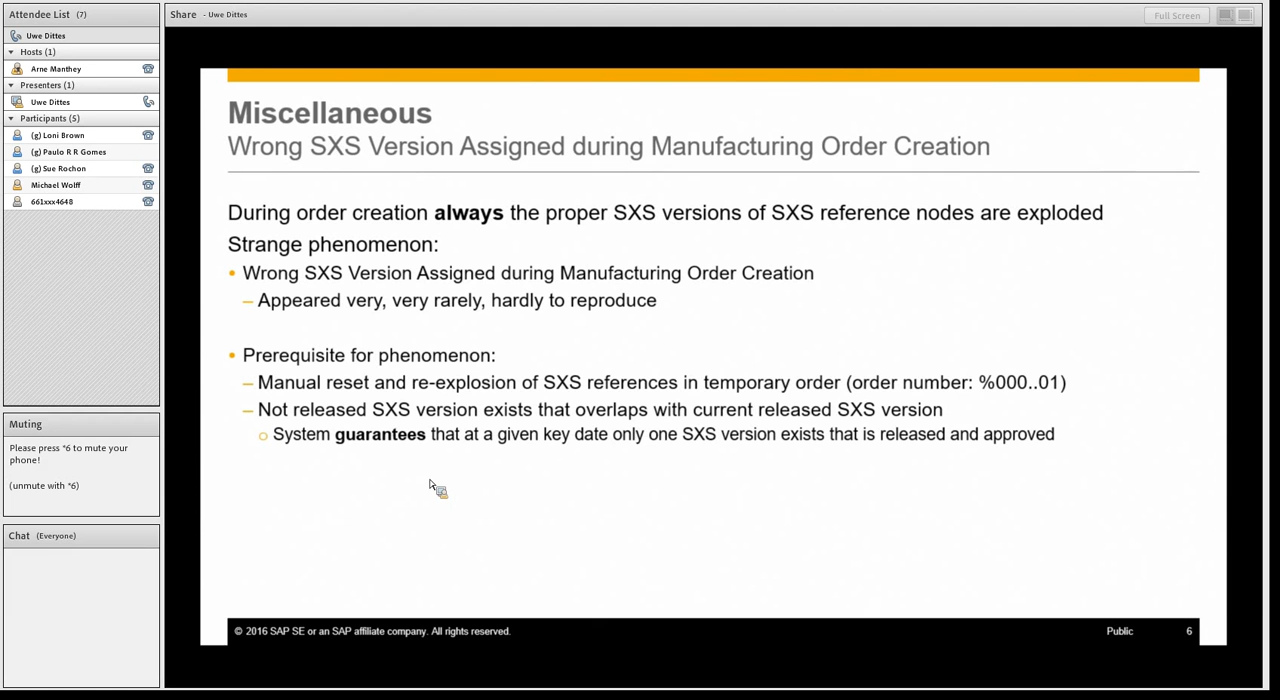 Attendee List (7)
Uwe Dittes
Hosts (1)
Arne Manthey
Presenters (1)
Uwe Dittes
Participants (5)
(g) Loni Brown
(g) Paulo R R Gomes
(g) Sue Rochon
Michael Wolff
661xxx4648
Muting
Please press *6 to mute your
phone!
(unmute with *6)
Chat (Everyone)
Share - Uwe Dittes
Full Screen
Miscellaneous
Wrong SXS Version Assigned during Manufacturing Order Creation
During order creation always the proper SXS versions of SXS reference nodes are exploded
Strange phenomenon:
• Wrong SXS Version Assigned during Manufacturing Order Creation
– Appeared very, very rarely, hardly to reproduce
• Prerequisite for phenomenon:
– Manual reset and re-explosion of SXS references in temporary order (order number: %000..01)
– Not released SXS version exists that overlaps with current released SXS version
o System guarantees that at a given key date only one SXS version exists that is released and approved
© 2016 SAP SE or an SAP affiliate company. All rights reserved.
Public
6